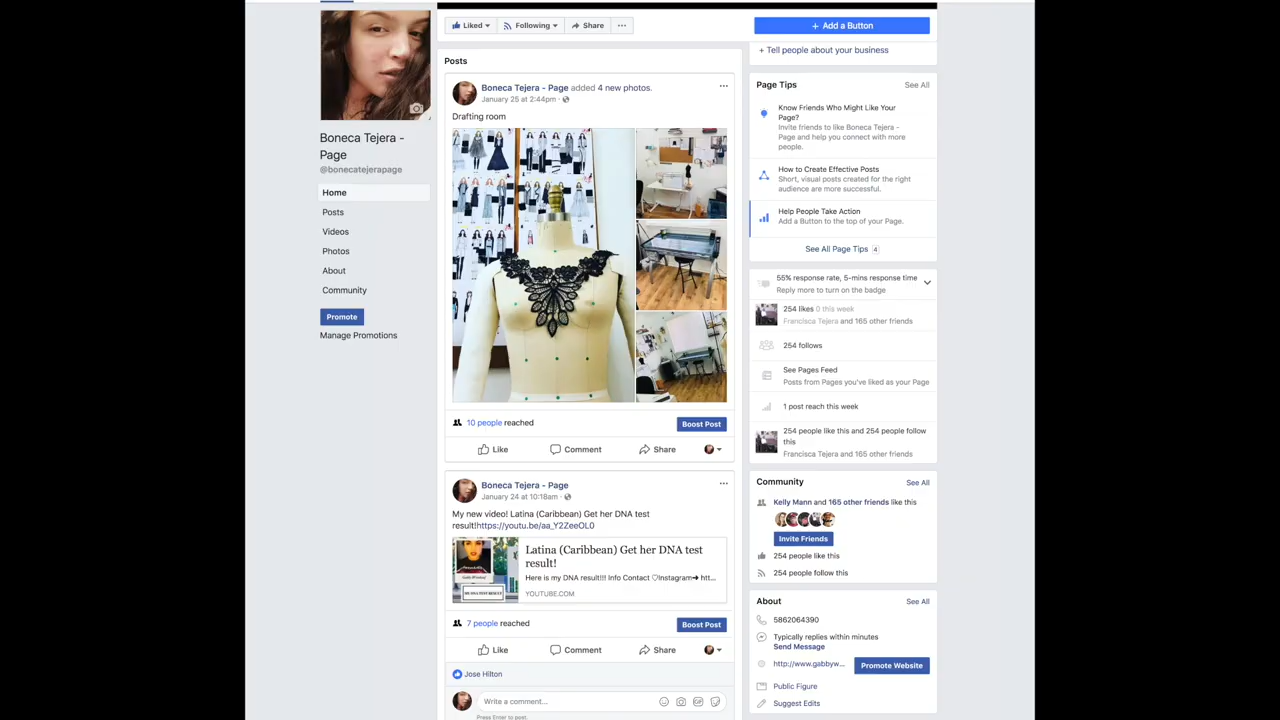 Liked
Following
Share
+ Add a Button
Boneca Tejera -
Page
@bonecatejerapage
Home
Posts
Videos
Photos
About
Community
Promote
Manage Promotions
Posts
Boneca Tejera - Page added 4 new photos.
January 25 at 2:44pm
Drafting room
10 people reached
Boost Post
Like
Comment
Share
Boneca Tejera - Page
January 24 at 10:18am
My new video! Latina (Caribbean) Get her DNA test
result!https://youtu.be/aa_Y2ZeeOL0
Latina (Caribbean) Get her DNA test
result!
Here is my DNA result!!! Info Contact ♡Instagram➜ htt...
YOUTUBE.COM
7 people reached
Boost Post
Like
Comment
Share
Jose Hilton
Write a comment...
Press Enter to post.
+ Tell people about your business
Page Tips
See All
Know Friends Who Might Like Your
Page?
Invite friends to like Boneca Tejera -
Page and help you connect with more
people.
How to Create Effective Posts
Short, visual posts created for the right
audience are more successful.
Help People Take Action
Add a Button to the top of your Page.
See All Page Tips 4
55% response rate, 5-mins response time
Reply more to turn on the badge
254 likes 0 this week
Francisca Tejera and 165 other friends
254 follows
See Pages Feed
Posts from Pages you've liked as your Page
1 post reach this week
254 people like this and 254 people follow
this
Francisca Tejera and 165 other friends
Community
See All
Kelly Mann and 165 other friends like this
Invite Friends
254 people like this
254 people follow this
About
See All
5862064390
Typically replies within minutes
Send Message
http://www.gabbyw...
Promote Website
Public Figure
Suggest Edits